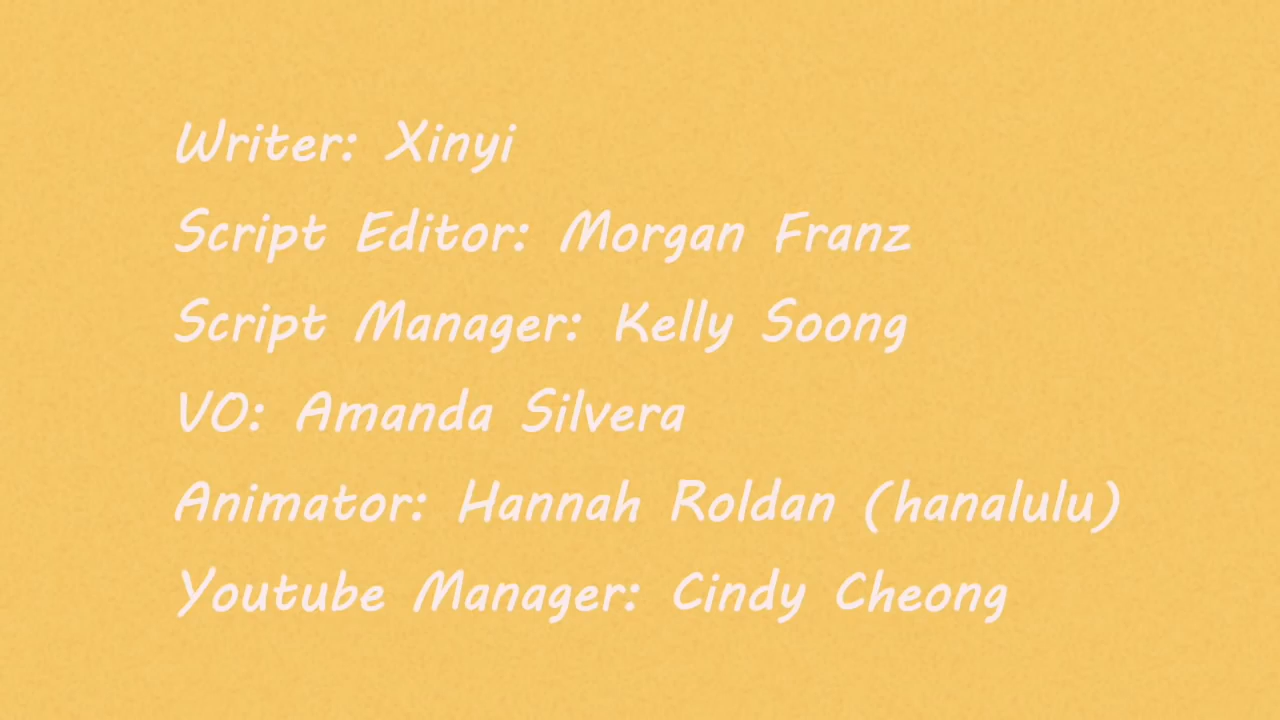 Writer: Xinyi
Script Editor: Morgan Franz
Script Manager: Kelly Soong
VO: Amanda Silvera
Animator: Hannah Roldan (hanalulu)
Youtube Manager: Cindy Cheong